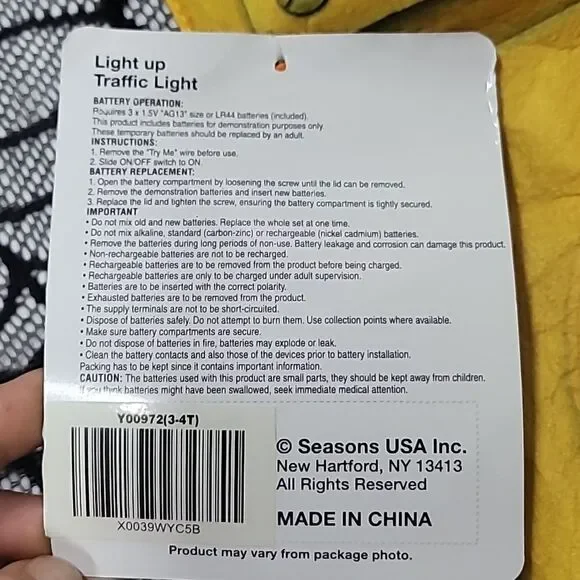 Light up
Traffic Light
BATTERY OPERATION:
Requires 3 x 1.5V "AG13" size or LR44 batteries (included).
This product includes batteries for demonstration purposes only.
These temporary batteries should be replaced by an adult.
INSTRUCTIONS:
1. Remove the "Try Me" wire before use.
2. Slide ON/OFF switch to ON.
BATTERY REPLACEMENT:
1. Open the battery compartment by loosening the screw until the lid can be removed.
2. Remove the demonstration batteries and insert new batteries.
3. Replace the lid and tighten the screw, ensuring the battery compartment is tightly secured.
IMPORTANT
• Do not mix old and new batteries. Replace the whole set at one time.
• Do not mix alkaline, standard (carbon-zinc) or rechargeable (nickel cadmium) batteries.
• Remove the batteries during long periods of non-use. Battery leakage and corrosion can damage this product.
• Non-rechargeable batteries are not to be recharged.
• Rechargeable batteries are to be removed from the product before being charged.
• Rechargeable batteries are only to be charged under adult supervision.
• Batteries are to be inserted with the correct polarity.
• Exhausted batteries are to be removed from the product.
• The supply terminals are not to be short-circuited.
• Dispose of batteries safely. Do not attempt to burn them. Use collection points where available.
• Make sure battery compartments are secure.
• Do not dispose of batteries in fire, batteries may explode or leak.
• Clean the battery contacts and also those of the devices prior to battery installation.
Packing has to be kept since it contains important information.
CAUTION: The batteries used with this product are small parts, they should be kept away from children.
If you think batteries might have been swallowed, seek immediate medical attention.
Y00972(3-4T)
X0039WYC5B
© Seasons USA Inc.
New Hartford, NY 13413
All Rights Reserved
MADE IN CHINA
Product may vary from package photo.